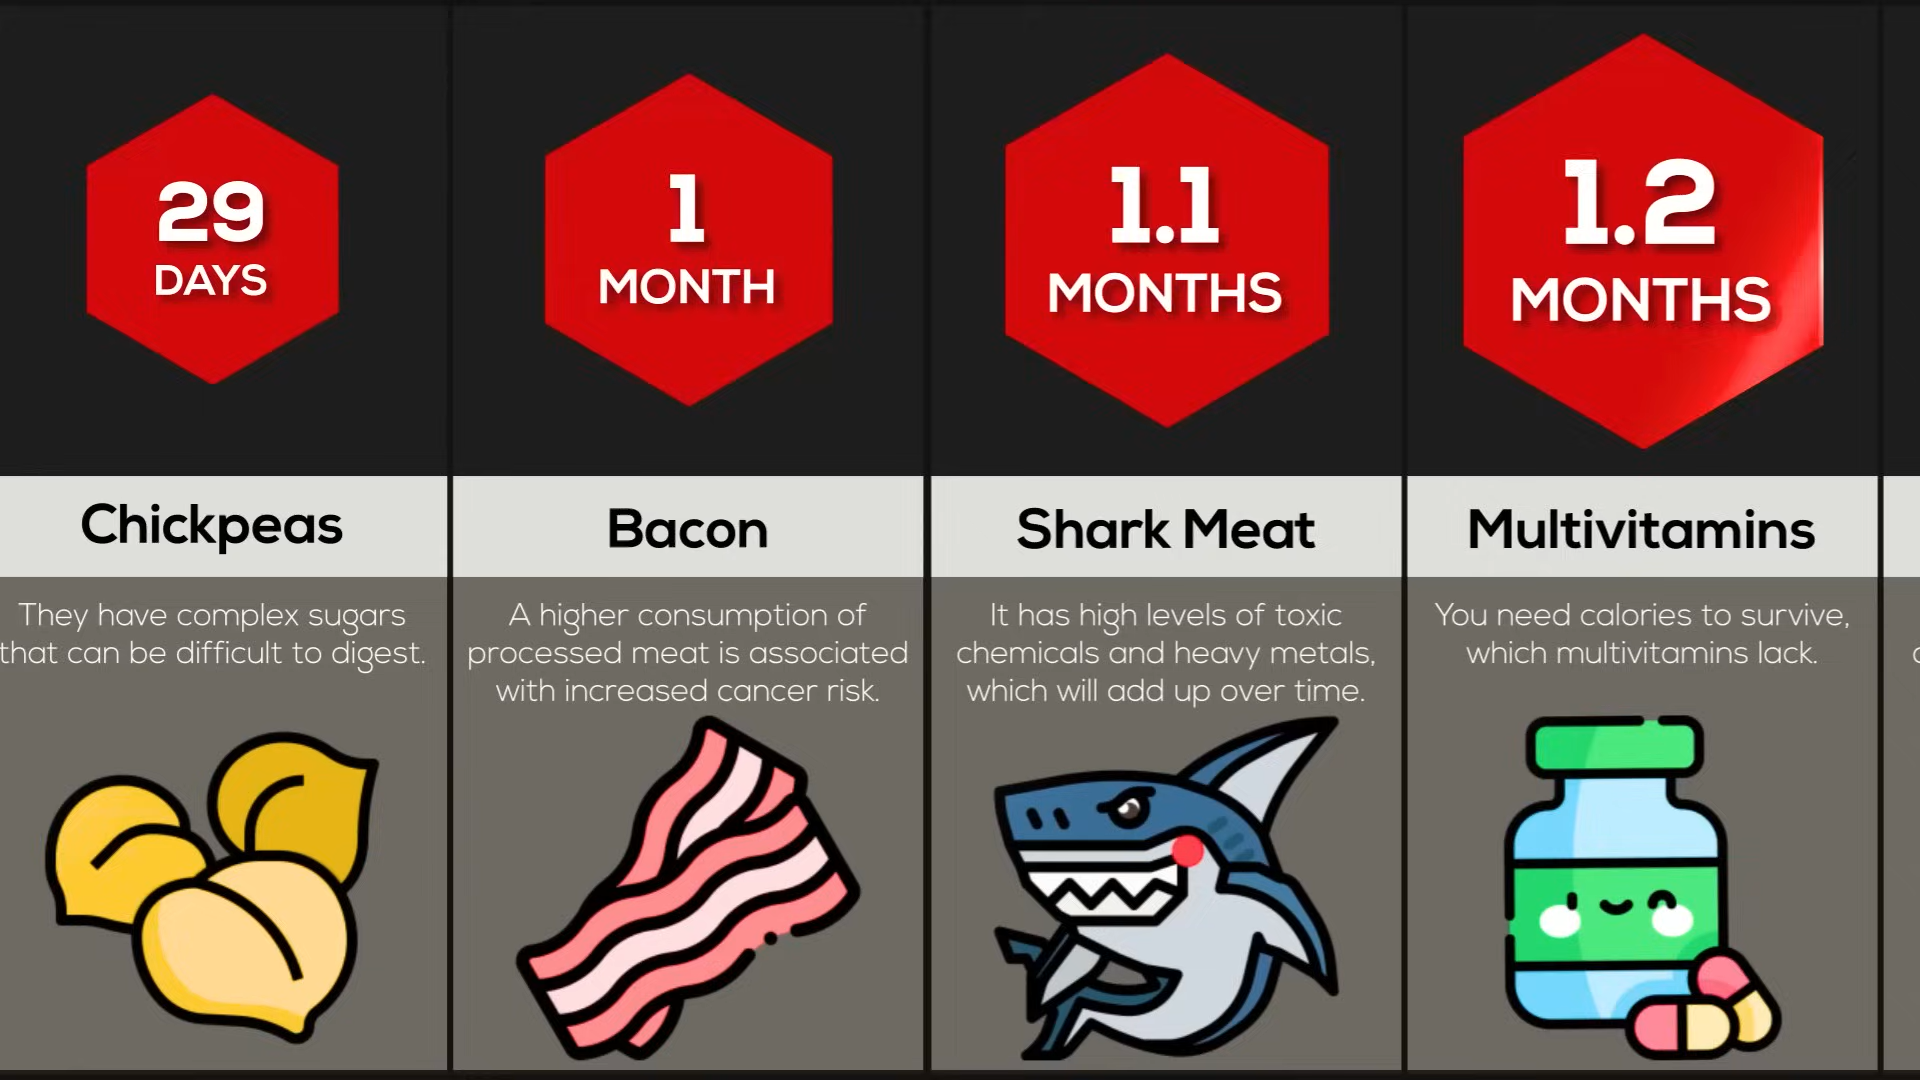 29
DAYS
Chickpeas
They have complex sugars
that can be difficult to digest.
1
MONTH
Bacon
A higher consumption of
processed meat is associated
with increased cancer risk.
1.1
MONTHS
Shark Meat
It has high levels of toxic
chemicals and heavy metals,
which will add up over time.
1.2
MONTHS
Multivitamins
You need calories to survive,
which multivitamins lack.